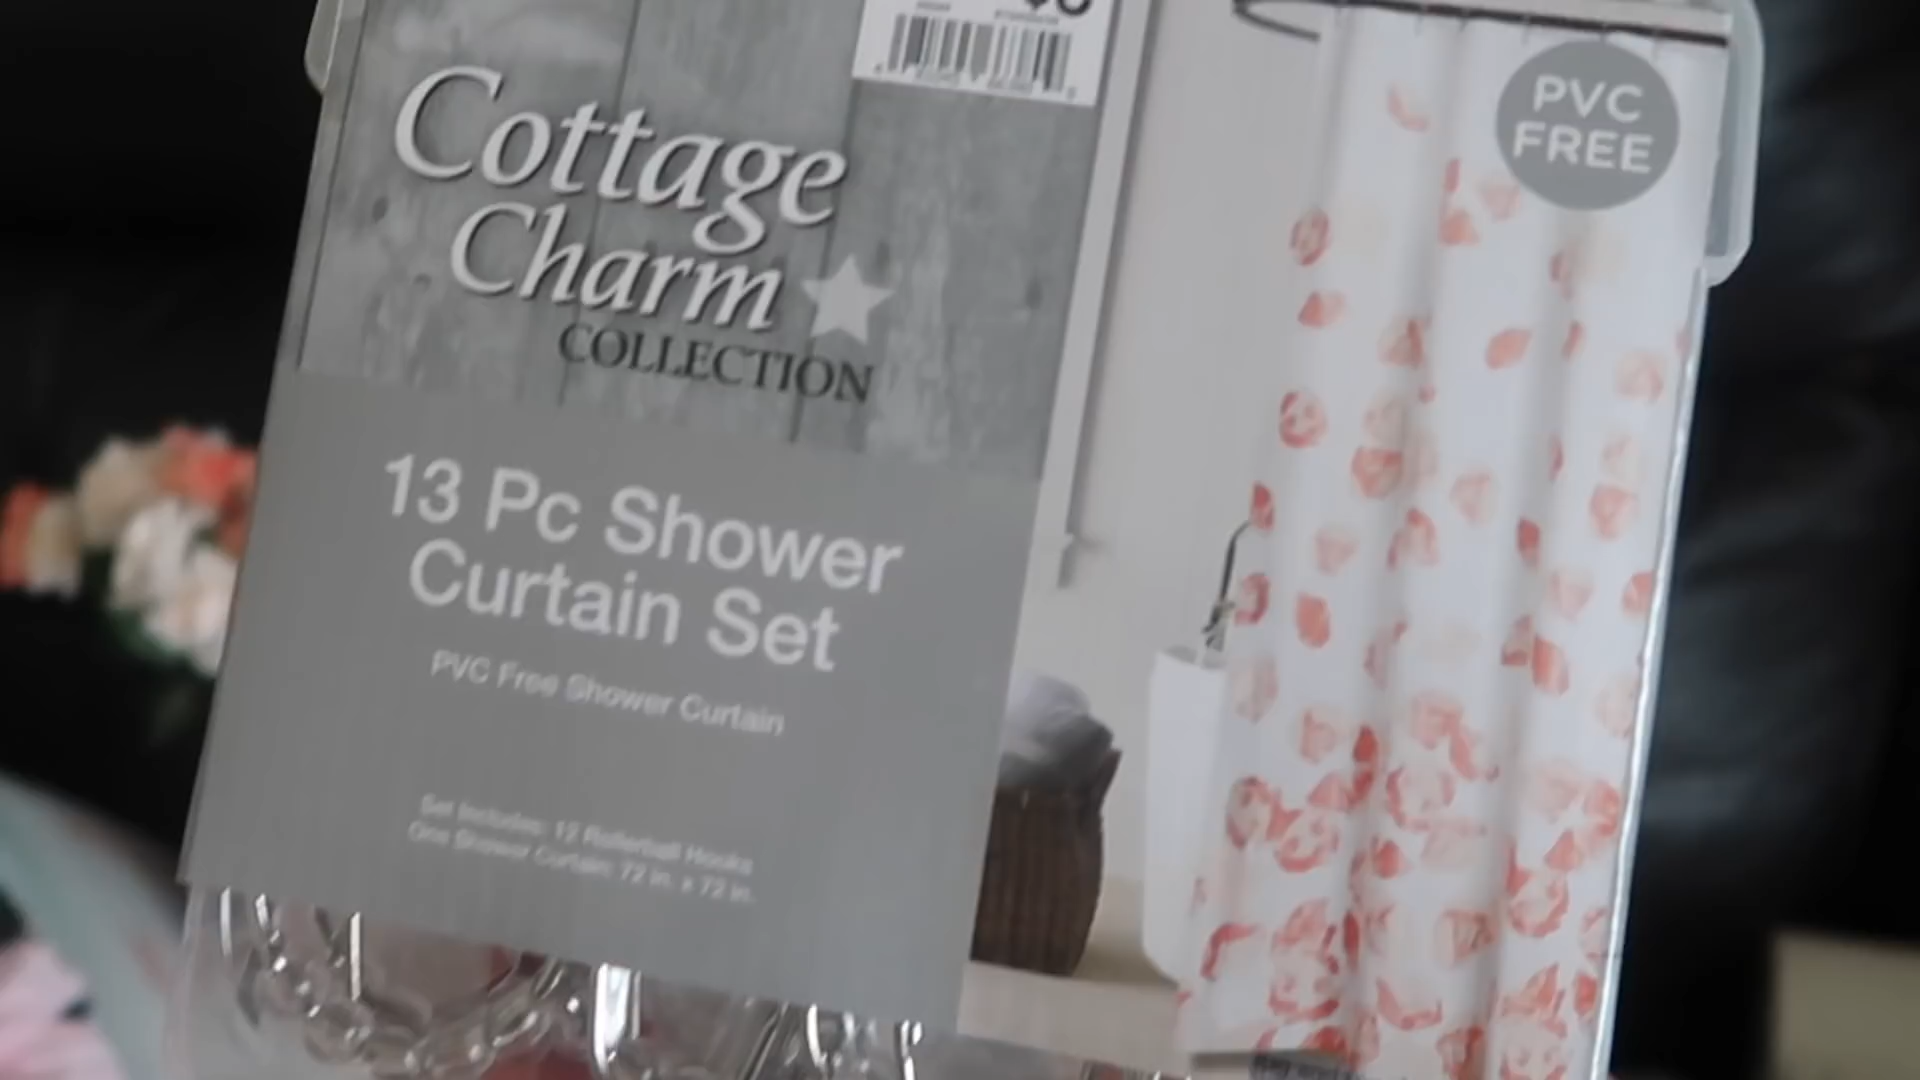 Cottage
Charm
COLLECTION
PVC
FREE
13 Pc Shower
Curtain Set
PVC Free Shower Curtain
Set Includes: 12 Rollerball Hooks
One Shower Curtain: 72 in. x 72 in.